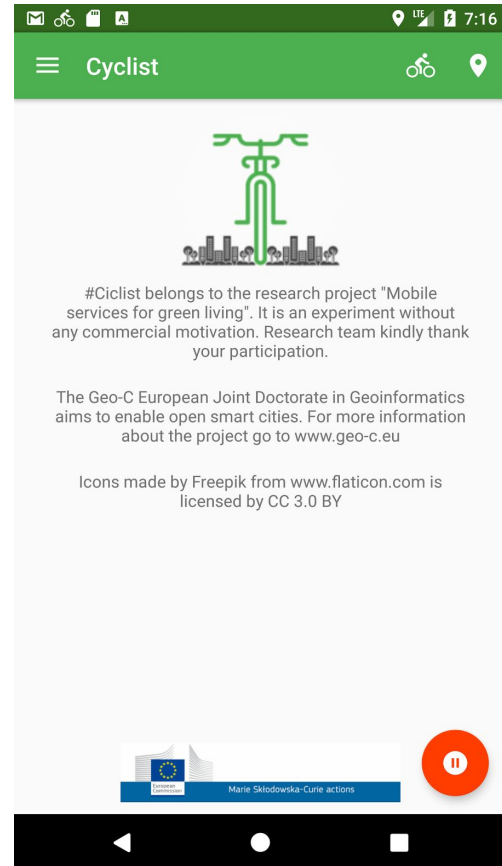 LTE 7:16
Cyclist
#Ciclist belongs to the research project "Mobile
services for green living". It is an experiment without
any commercial motivation. Research team kindly thank
your participation.
The Geo-C European Joint Doctorate in Geoinformatics
aims to enable open smart cities. For more information
about the project go to www.geo-c.eu
Icons made by Freepik from www.flaticon.com is
licensed by CC 3.0 BY
European
Commission
Marie Skłodowska-Curie actions